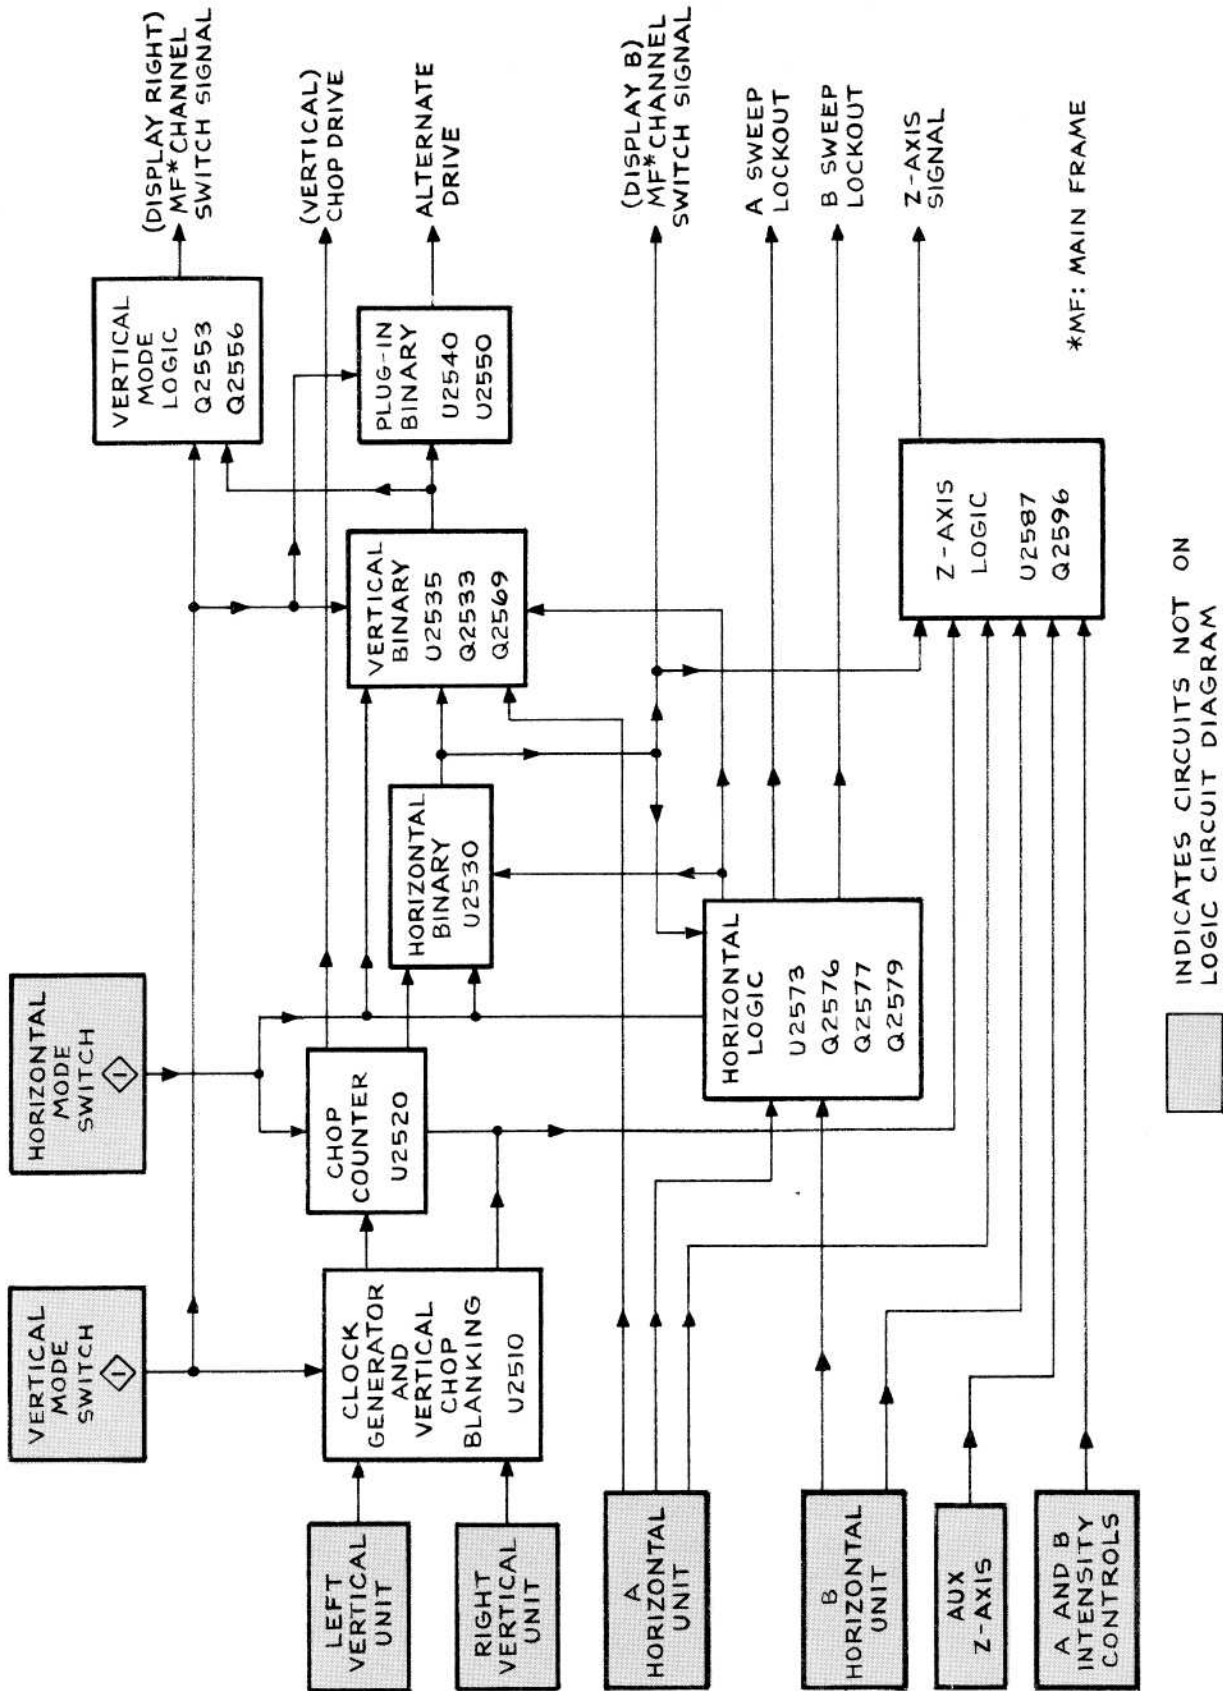 VERTICAL
MODE
SWITCH
1
HORIZONTAL
MODE
SWITCH
1
LEFT
VERTICAL
UNIT
RIGHT
VERTICAL
UNIT
CLOCK
GENERATOR
AND
VERTICAL
CHOP
BLANKING
U2510
CHOP
COUNTER
U2520
HORIZONTAL
BINARY
U2530
VERTICAL
BINARY
U2535
Q2533
Q2569
VERTICAL
MODE
LOGIC
Q2553
Q2556
PLUG-IN
BINARY
U2540
U2550
(DISPLAY RIGHT)
MF*CHANNEL
SWITCH SIGNAL
(VERTICAL)
CHOP DRIVE
ALTERNATE
DRIVE
A
HORIZONTAL
UNIT
B
HORIZONTAL
UNIT
AUX
Z-AXIS
A AND B
INTENSITY
CONTROLS
HORIZONTAL
LOGIC
U2573
Q2576
Q2577
Q2579
Z-AXIS
LOGIC
U2587
Q2596
(DISPLAY B)
MF*CHANNEL
SWITCH SIGNAL
A SWEEP
LOCKOUT
B SWEEP
LOCKOUT
Z-AXIS
SIGNAL
*MF: MAIN FRAME
INDICATES CIRCUITS NOT ON
LOGIC CIRCUIT DIAGRAM